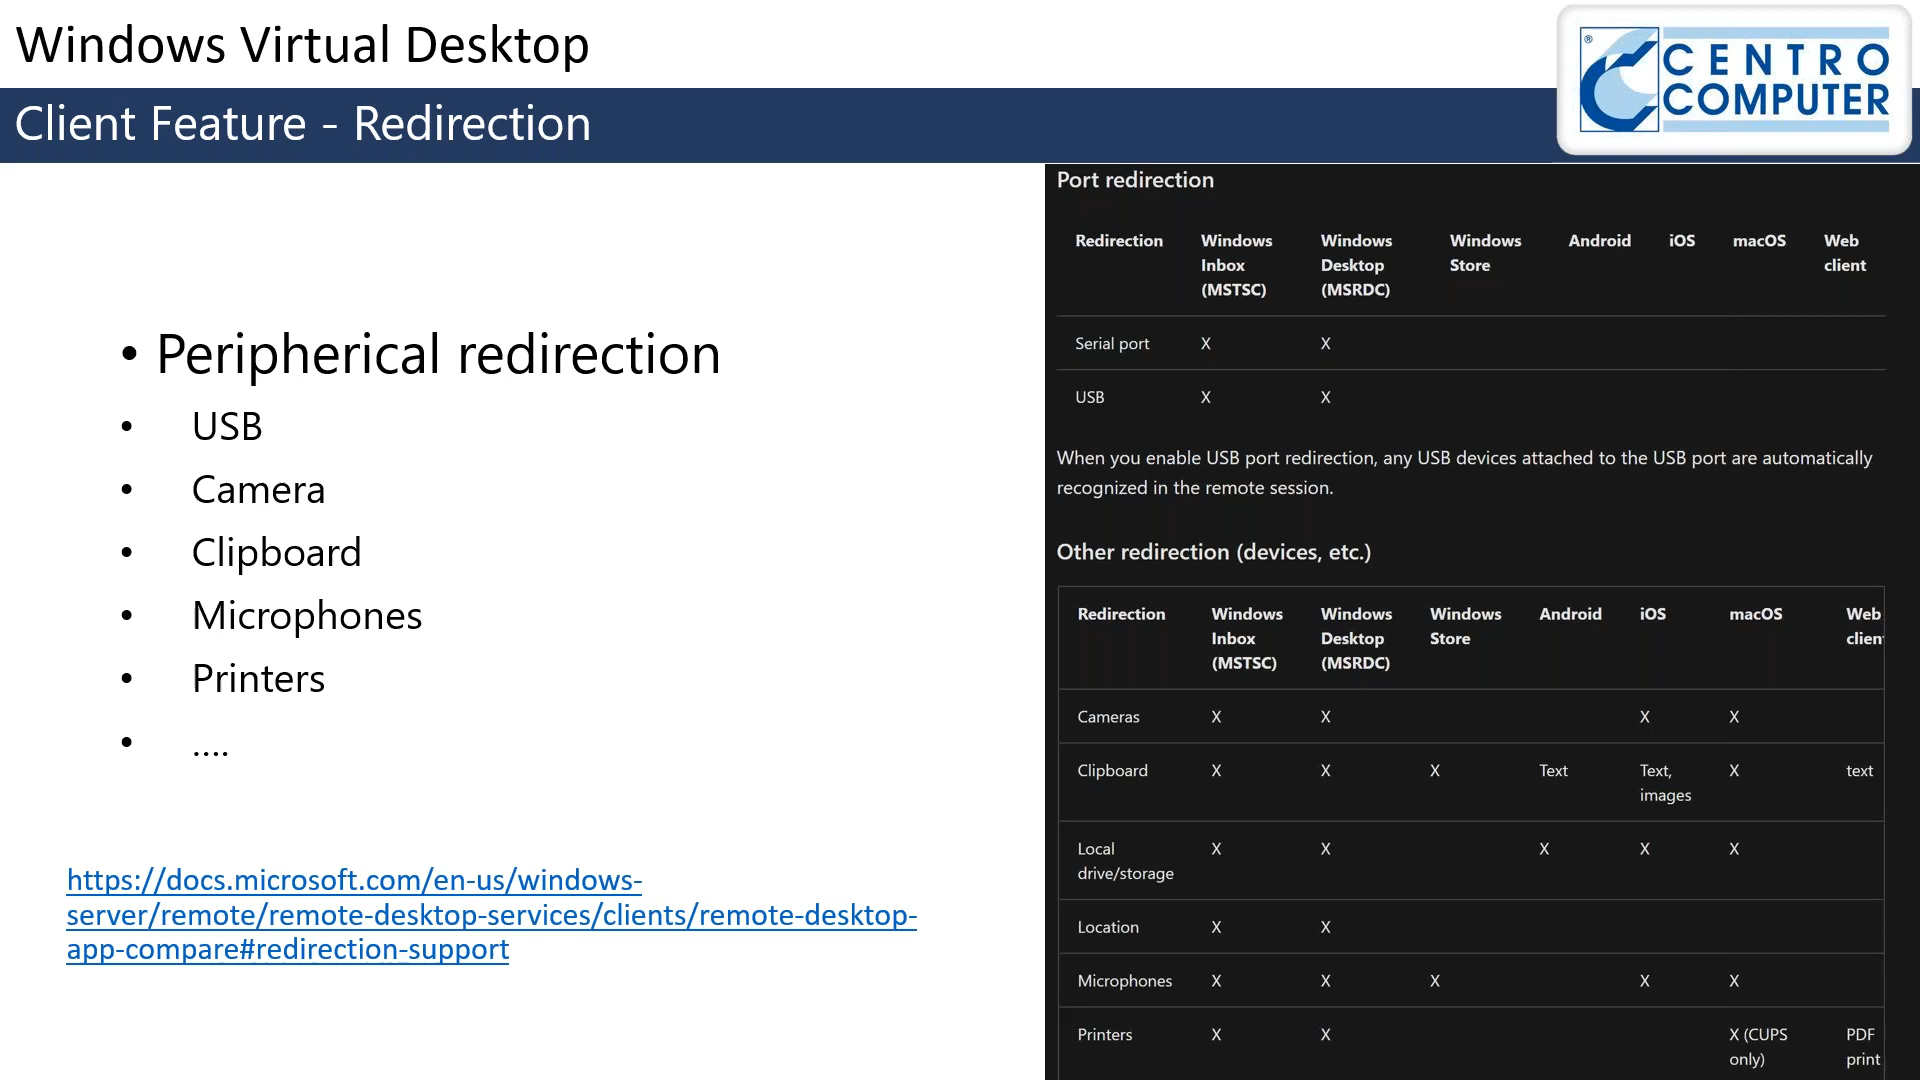 Windows Virtual Desktop
Client Feature - Redirection
®
CENTRO
COMPUTER
• Peripherical redirection
• USB
• Camera
• Clipboard
• Microphones
• Printers
• ....
https://docs.microsoft.com/en-us/windows-
server/remote/remote-desktop-services/clients/remote-desktop-
app-compare#redirection-support
Port redirection
Redirection Windows Inbox (MSTSC) Windows Desktop (MSRDC) Windows Store Android iOS macOS Web client
Serial port X X
USB X X
When you enable USB port redirection, any USB devices attached to the USB port are automatically
recognized in the remote session.
Other redirection (devices, etc.)
Redirection Windows Inbox (MSTSC) Windows Desktop (MSRDC) Windows Store Android iOS macOS Web client
Cameras X X X X
Clipboard X X X Text Text, images X text
Local drive/storage X X X X X
Location X X
Microphones X X X X X
Printers X X X (CUPS only) PDF print